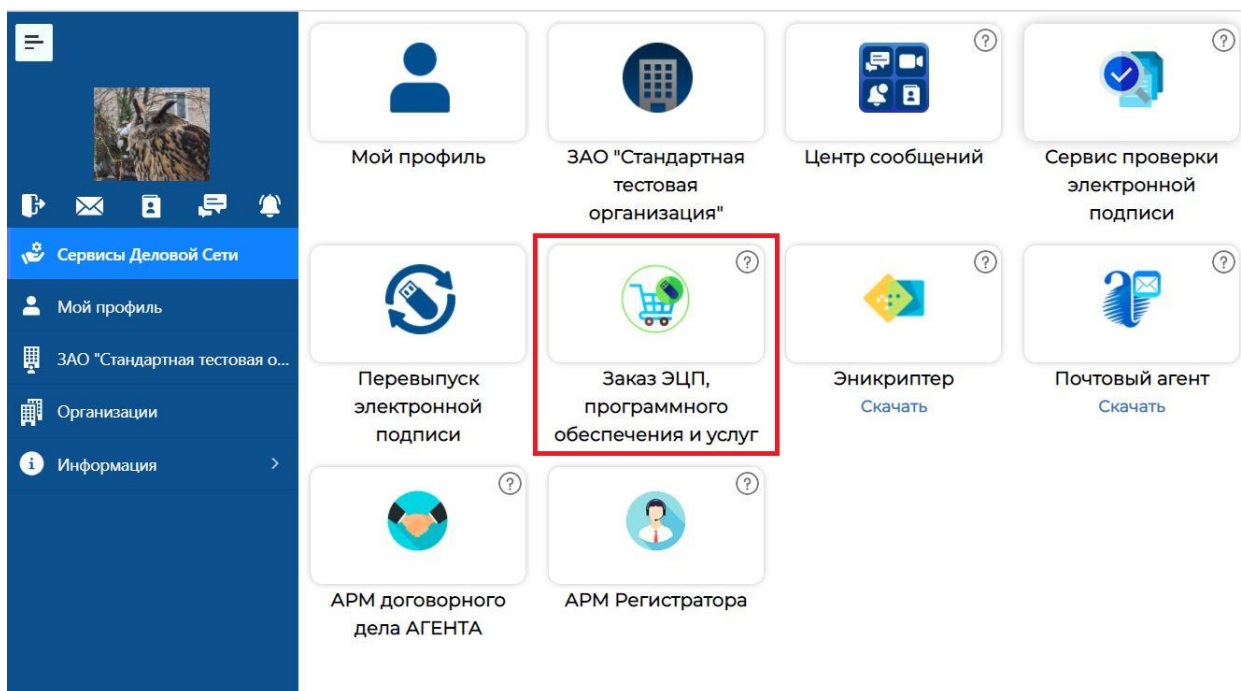 Сервисы Деловой Сети
Мой профиль
ЗАО "Стандартная тестовая о...
Организации
Информация
Мой профиль
ЗАО "Стандартная
тестовая
организация"
Центр сообщений
Сервис проверки
электронной
подписи
Перевыпуск
электронной
подписи
Заказ ЭЦП,
программного
обеспечения и услуг
Эникриптер
Скачать
Почтовый агент
Скачать
АРМ договорного
дела АГЕНТА
АРМ Регистратора